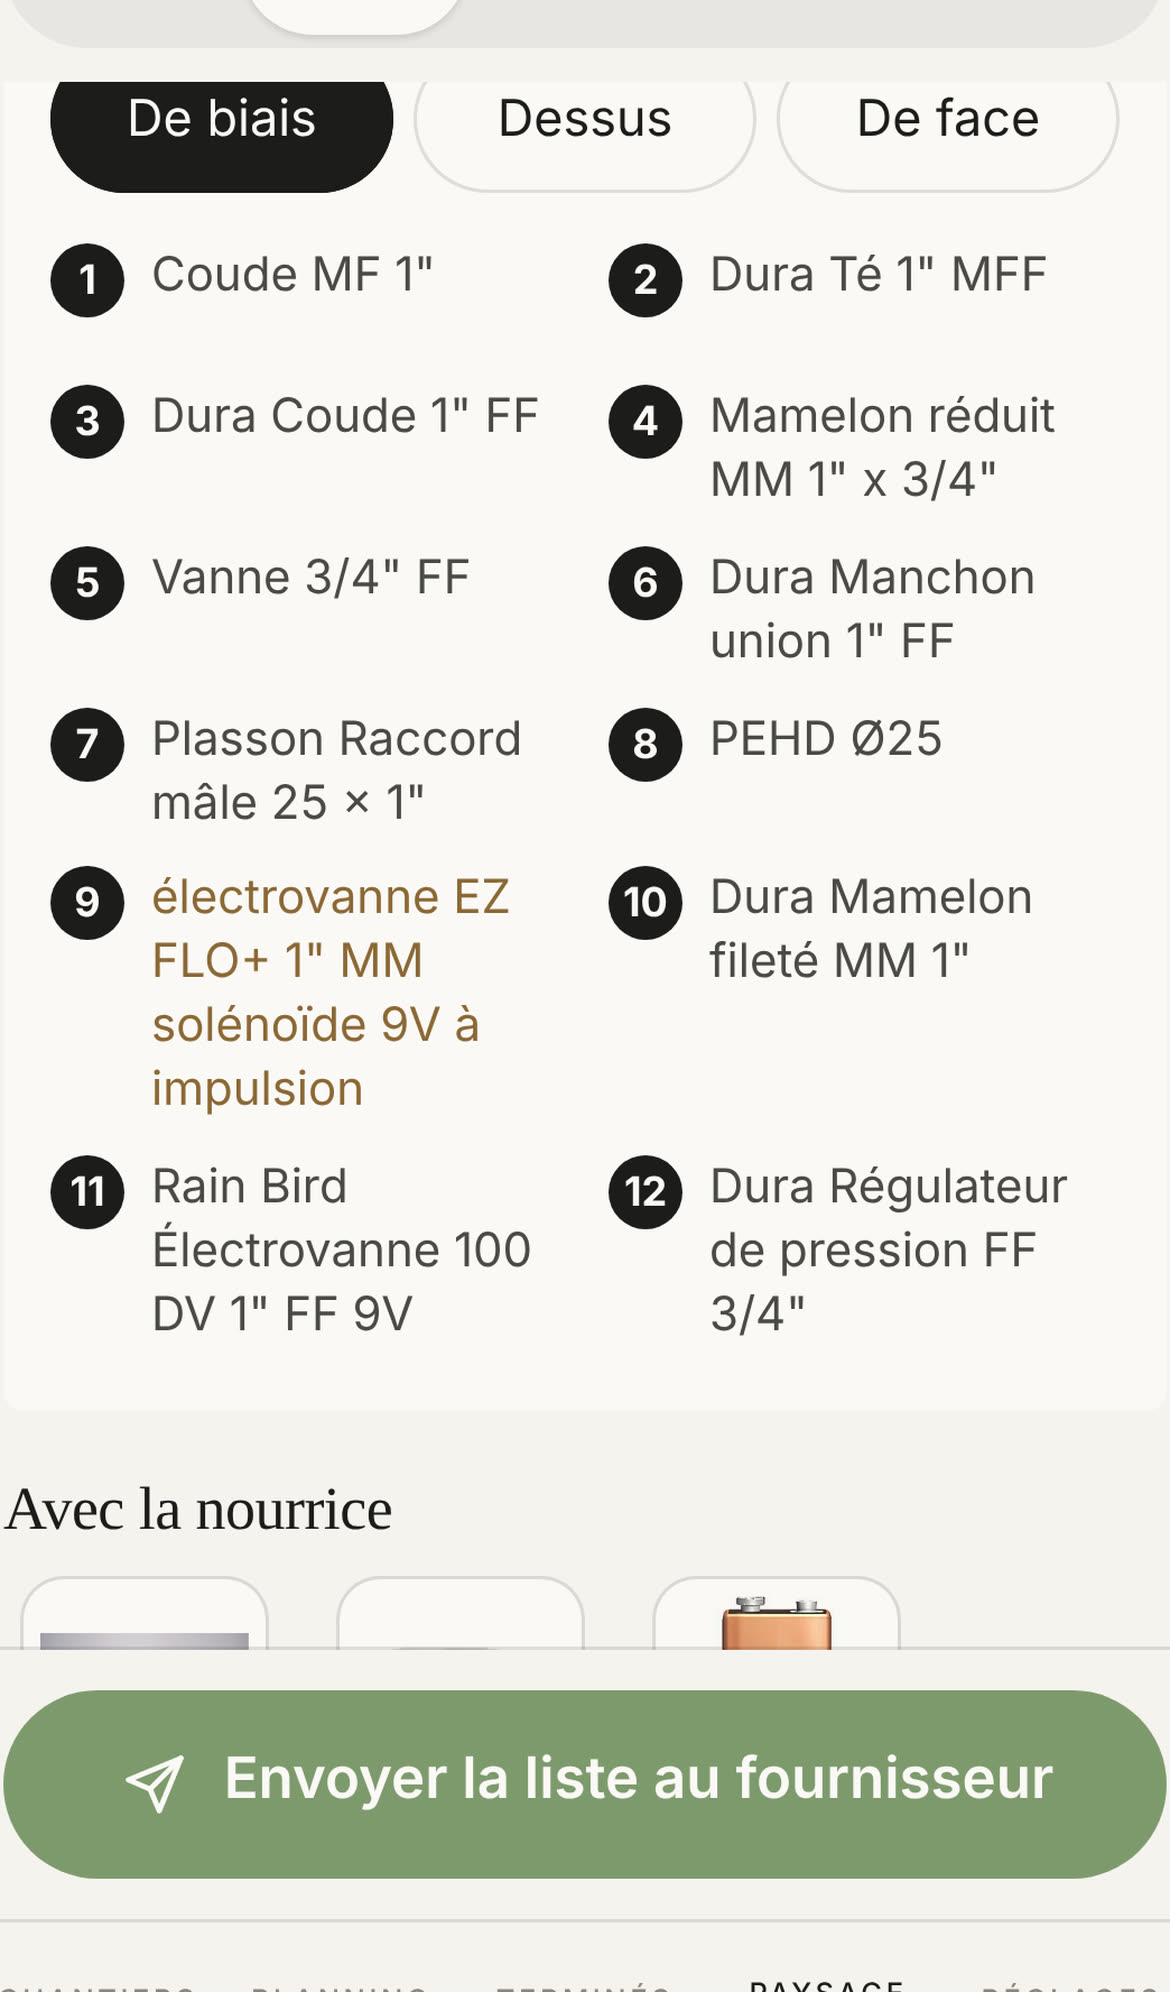 De biais
Dessus
De face
1 Coude MF 1"
2 Dura Té 1" MFF
3 Dura Coude 1" FF
4 Mamelon réduit
MM 1" x 3/4"
5 Vanne 3/4" FF
6 Dura Manchon
union 1" FF
7 Plasson Raccord
mâle 25 × 1"
8 PEHD Ø25
9 électrovanne EZ
FLO+ 1" MM
solénoïde 9V à
impulsion
10 Dura Mamelon
fileté MM 1"
11 Rain Bird
Électrovanne 100
DV 1" FF 9V
12 Dura Régulateur
de pression FF
3/4"
Avec la nourrice
Envoyer la liste au fournisseur
CHANTIERS
PLANNING
TERMINÉS
PAYSAGE
RÉGLAGES